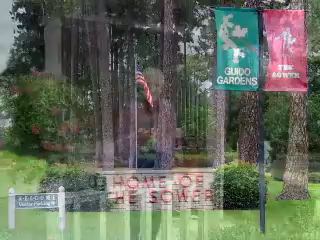 GUIDO
GARDENS
THE
SOWER
HOME OF
THE SOWER
WELCOME